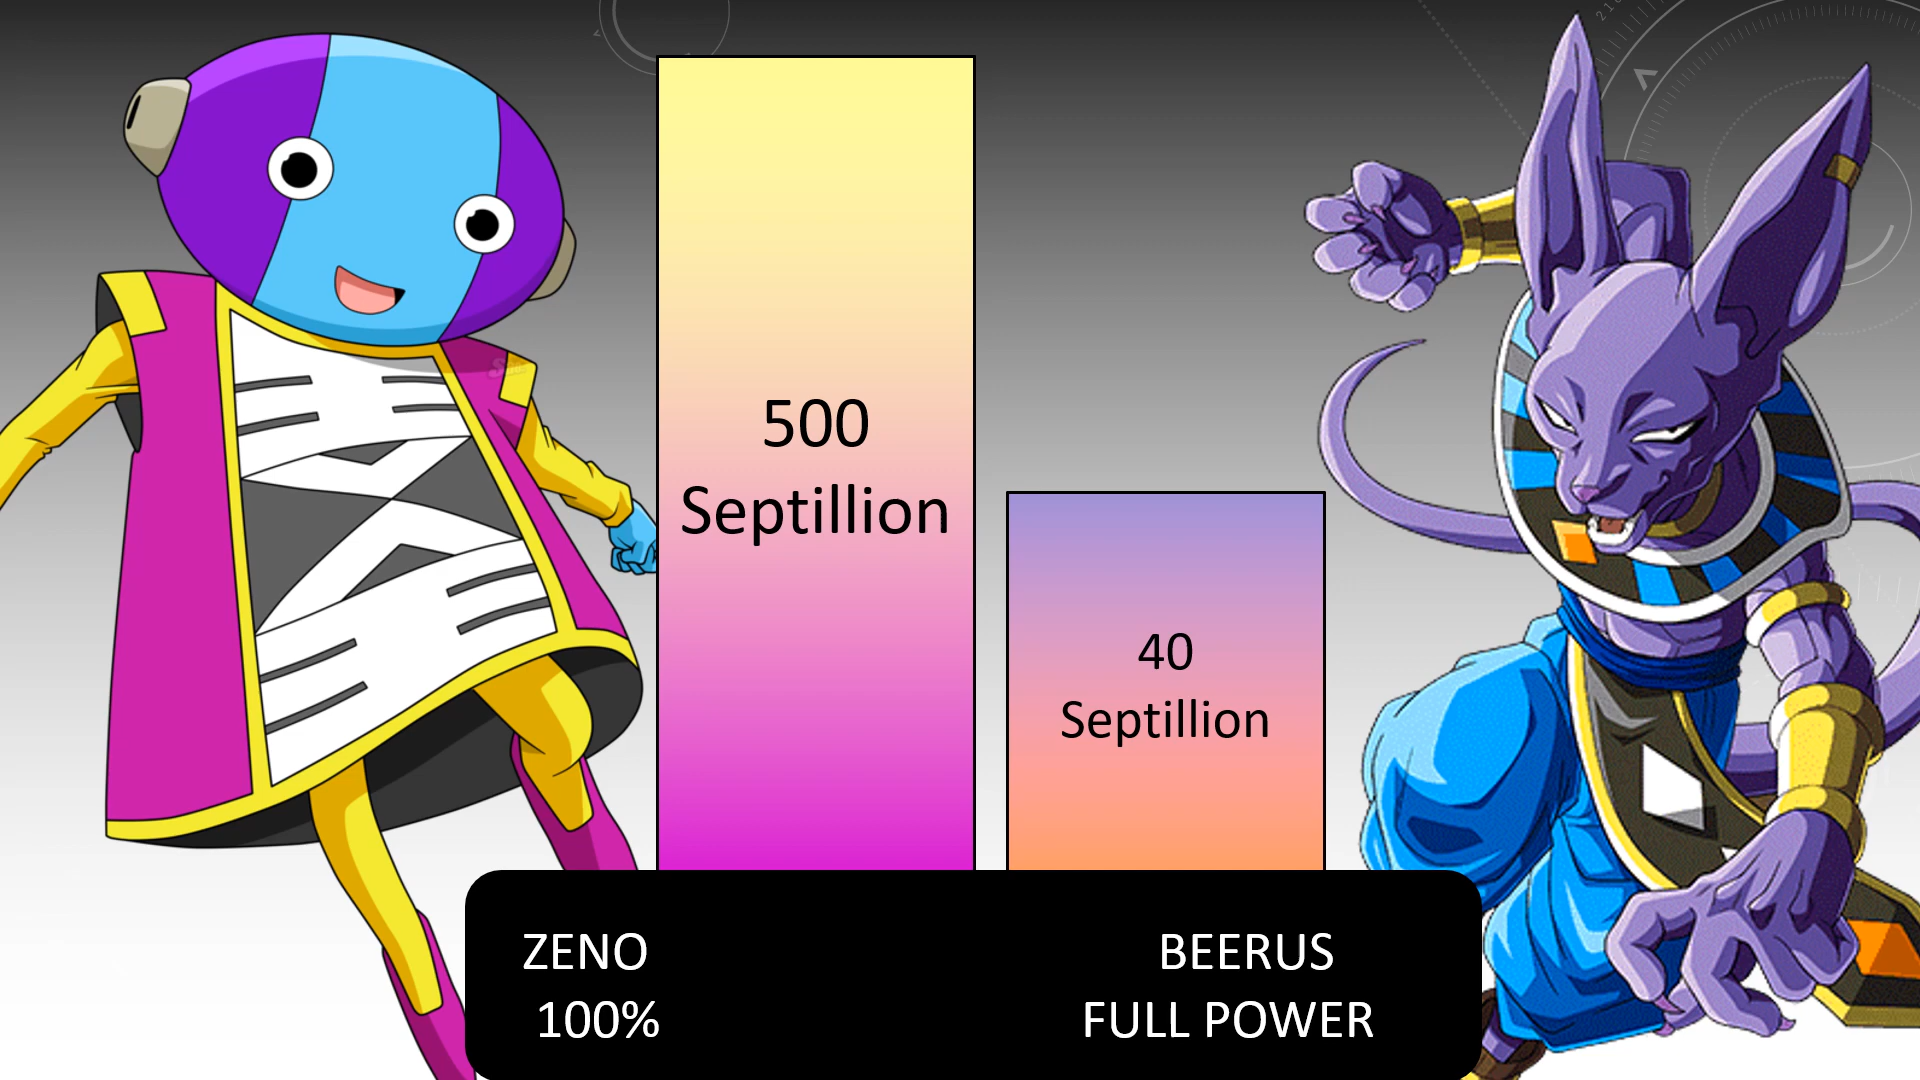 500
Septillion
40
Septillion
ZENO
100%
BEERUS
FULL POWER